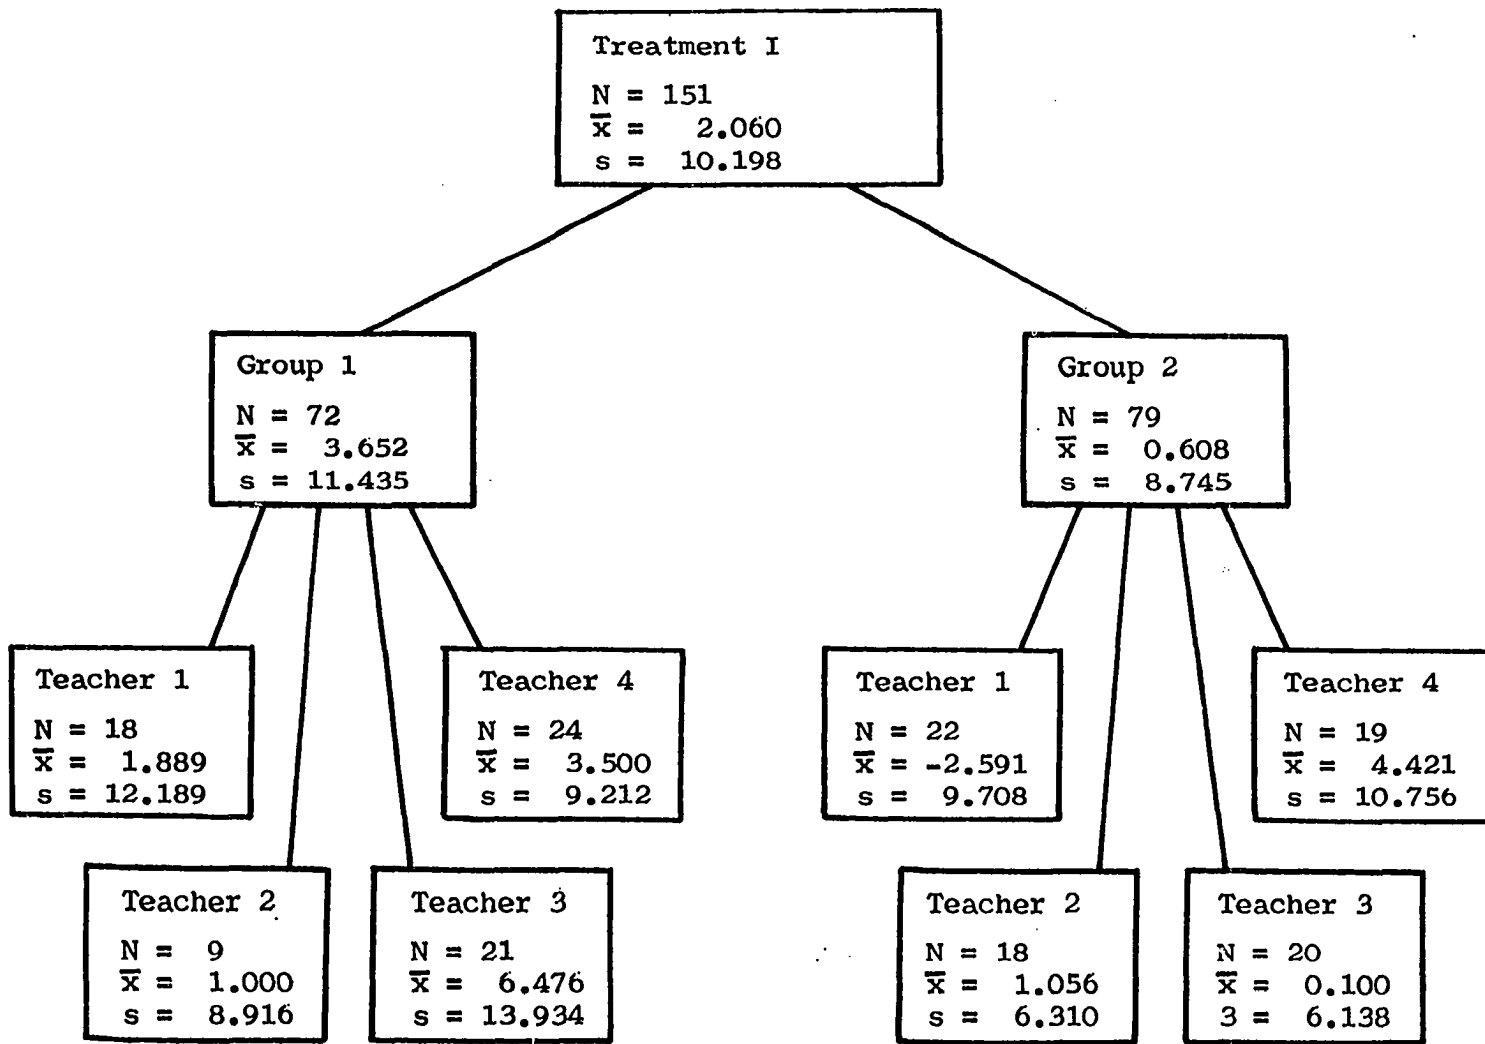 Treatment I
N = 151
x̄ = 2.060
s = 10.198
Group 1
N = 72
x̄ = 3.652
s = 11.435
Group 2
N = 79
x̄ = 0.608
s = 8.745
Teacher 1
N = 18
x̄ = 1.889
s = 12.189
Teacher 4
N = 24
x̄ = 3.500
s = 9.212
Teacher 1
N = 22
x̄ = -2.591
s = 9.708
Teacher 4
N = 19
x̄ = 4.421
s = 10.756
Teacher 2
N = 9
x̄ = 1.000
s = 8.916
Teacher 3
N = 21
x̄ = 6.476
s = 13.934
Teacher 2
N = 18
x̄ = 1.056
s = 6.310
Teacher 3
N = 20
x̄ = 0.100
3 = 6.138